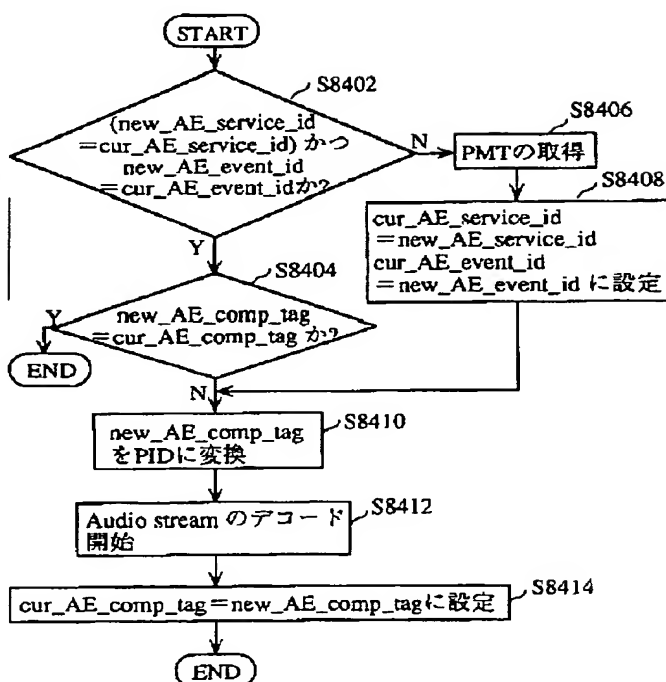 START
S8402
(new_AE_service_id
=cur_AE_service_id) かつ
new_AE_event_id
=cur_AE_event_idか?
N
S8406
PMTの取得
S8408
cur_AE_service_id
=new_AE_service_id
cur_AE_event_id
=new_AE_event_id に設定
Y
S8404
new_AE_comp_tag
=cur_AE_comp_tag か?
Y
END
N
S8410
new_AE_comp_tag
をPIDに変換
S8412
Audio stream のデコード
開始
S8414
cur_AE_comp_tag=new_AE_comp_tagに設定
END